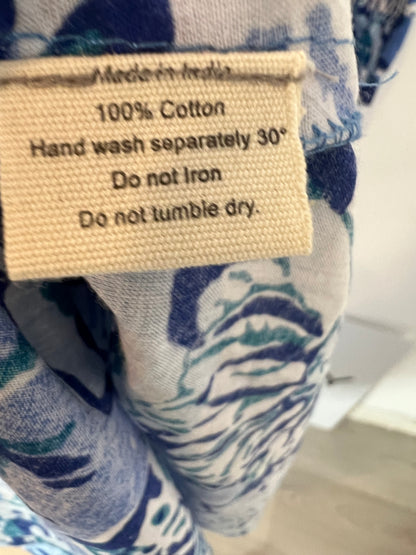 Made in India
100% Cotton
Hand wash separately 30°
Do not Iron
Do not tumble dry.